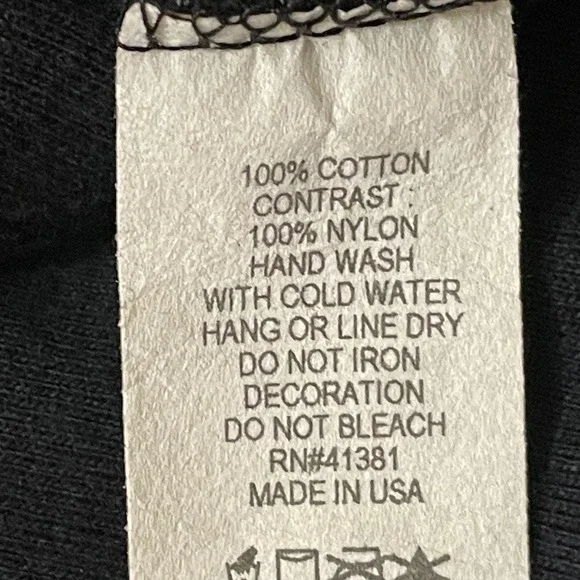 100% COTTON
CONTRAST :
100% NYLON
HAND WASH
WITH COLD WATER
HANG OR LINE DRY
DO NOT IRON
DECORATION
DO NOT BLEACH
RN#41381
MADE IN USA